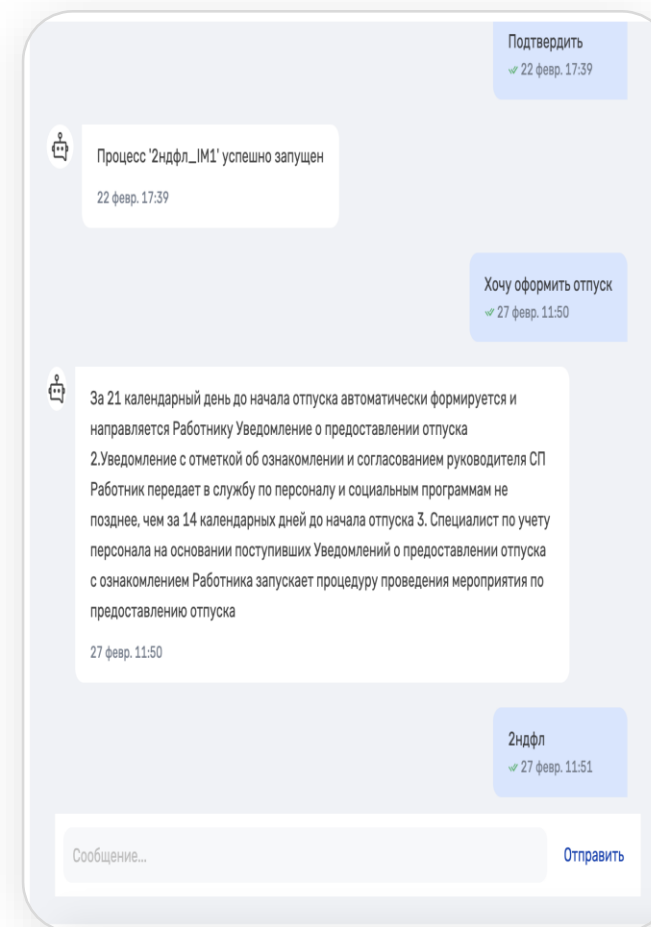 Подтвердить
22 февр. 17:39
Процесс '2ндфл_IM1' успешно запущен
22 февр. 17:39
Хочу оформить отпуск
27 февр. 11:50
За 21 календарный день до начала отпуска автоматически формируется и
направляется Работнику Уведомление о предоставлении отпуска
2.Уведомление с отметкой об ознакомлении и согласованием руководителя СП
Работник передает в службу по персоналу и социальным программам не
позднее, чем за 14 календарных дней до начала отпуска 3. Специалист по учету
персонала на основании поступивших Уведомлений о предоставлении отпуска
с ознакомлением Работника запускает процедуру проведения мероприятия по
предоставлению отпуска
27 февр. 11:50
2ндфл
27 февр. 11:51
Сообщение...
Отправить